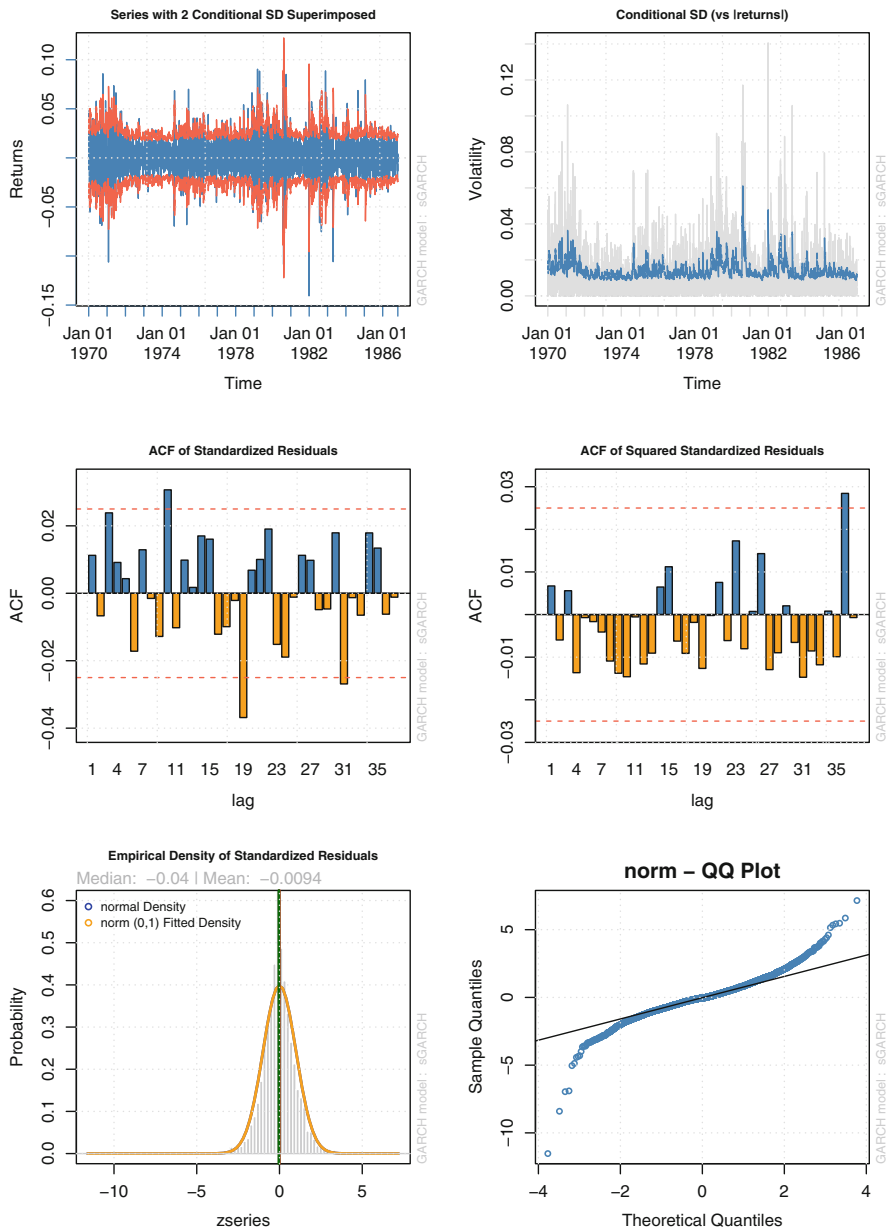 Series with 2 Conditional SD Superimposed
Returns
0.10
0.05
−0.05
−0.15
Jan 01 1970
Jan 01 1974
Jan 01 1978
Jan 01 1982
Jan 01 1986
Time
GARCH model : sGARCH
Conditional SD (vs |returns|)
Volatility
0.12
0.08
0.04
0.00
Jan 01 1970
Jan 01 1974
Jan 01 1978
Jan 01 1982
Jan 01 1986
Time
GARCH model : sGARCH
ACF of Standardized Residuals
ACF
0.02
0.00
−0.02
−0.04
1 4 7 11 15 19 23 27 31 35
lag
GARCH model : sGARCH
ACF of Squared Standardized Residuals
ACF
0.03
0.01
−0.01
−0.03
1 4 7 11 15 19 23 27 31 35
lag
GARCH model : sGARCH
Empirical Density of Standardized Residuals
Median: −0.04 | Mean: −0.0094
normal Density
norm (0,1) Fitted Density
Probability
0.6
0.5
0.4
0.3
0.2
0.1
0.0
−10 −5 0 5
zseries
GARCH model : sGARCH
norm − QQ Plot
Sample Quantiles
5
0
−5
−10
−4 −2 0 2 4
Theoretical Quantiles
GARCH model : sGARCH